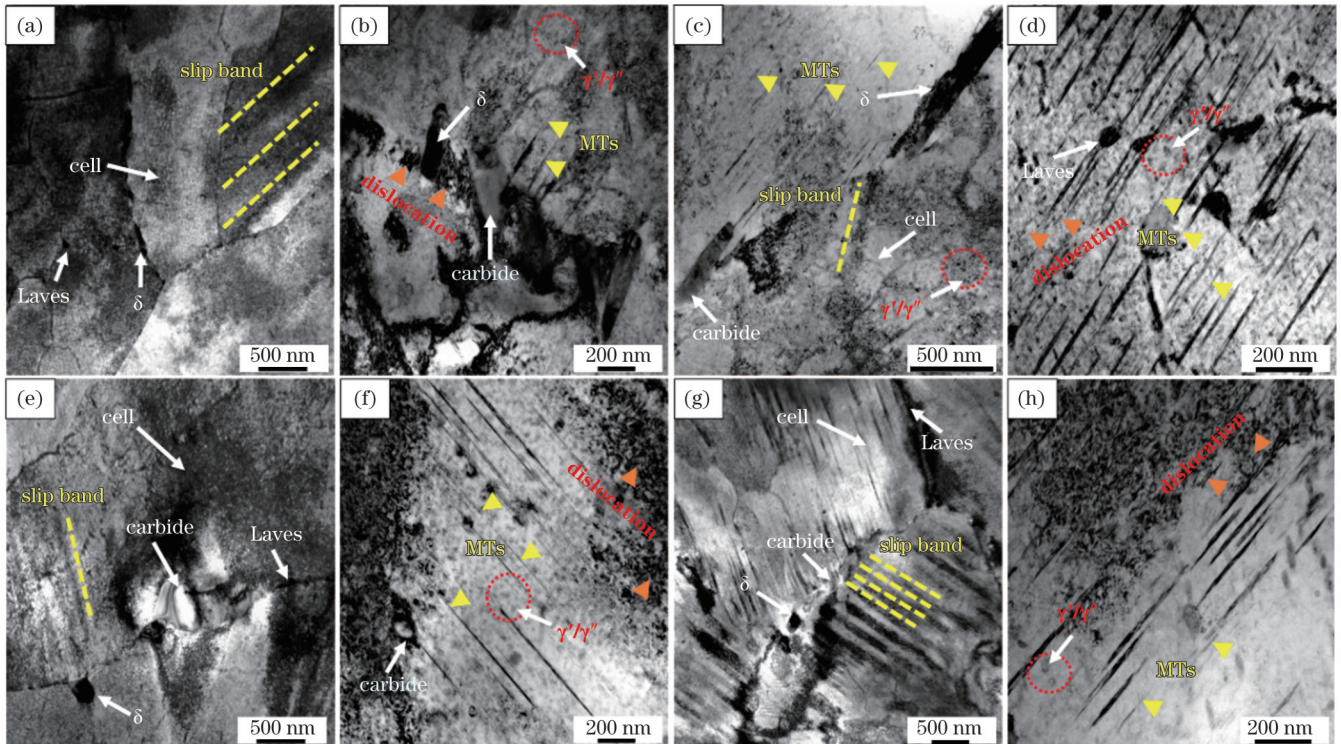 (a)
slip band
cell
Laves
δ
500 nm
(b)
γ′/γ″
δ
MTs
dislocation
carbide
200 nm
(c)
MTs
δ
slip band
cell
γ′/γ″
carbide
500 nm
(d)
γ′/γ″
Laves
MTs
dislocation
200 nm
(e)
cell
slip band
carbide
Laves
δ
500 nm
(f)
dislocation
MTs
γ′/γ″
carbide
200 nm
(g)
cell
Laves
carbide
slip band
δ
500 nm
(h)
dislocation
γ′/γ″
MTs
200 nm